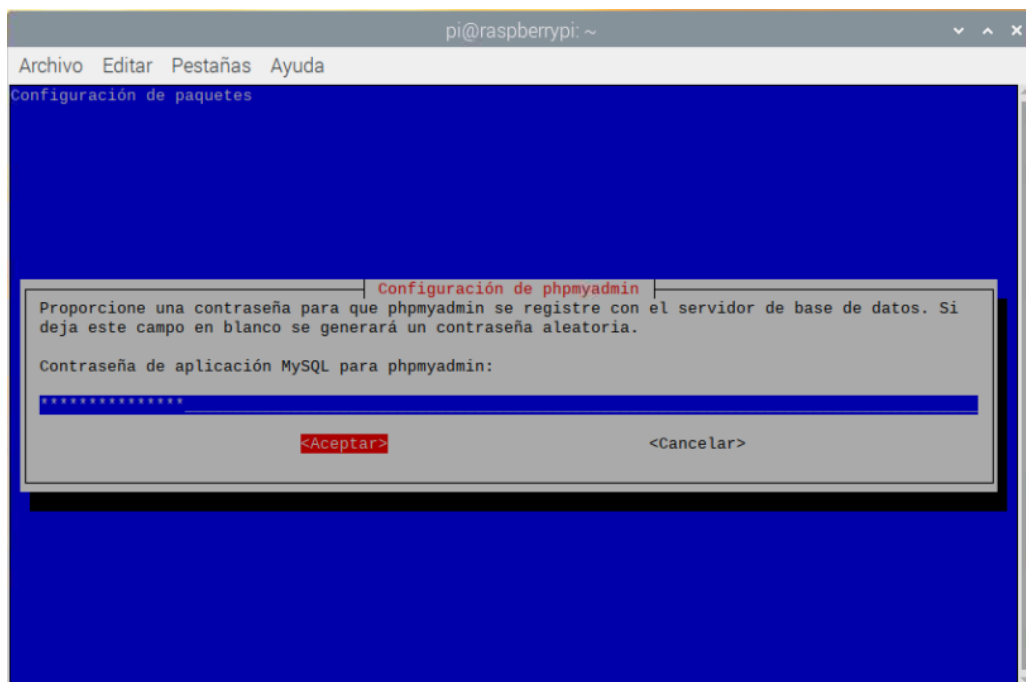 pi@raspberrypi: ~
Archivo Editar Pestañas Ayuda
Configuración de paquetes
Configuración de phpmyadmin
Proporcione una contraseña para que phpmyadmin se registre con el servidor de base de datos. Si
deja este campo en blanco se generará un contraseña aleatoria.
Contraseña de aplicación MySQL para phpmyadmin:
***************
<Aceptar> <Cancelar>